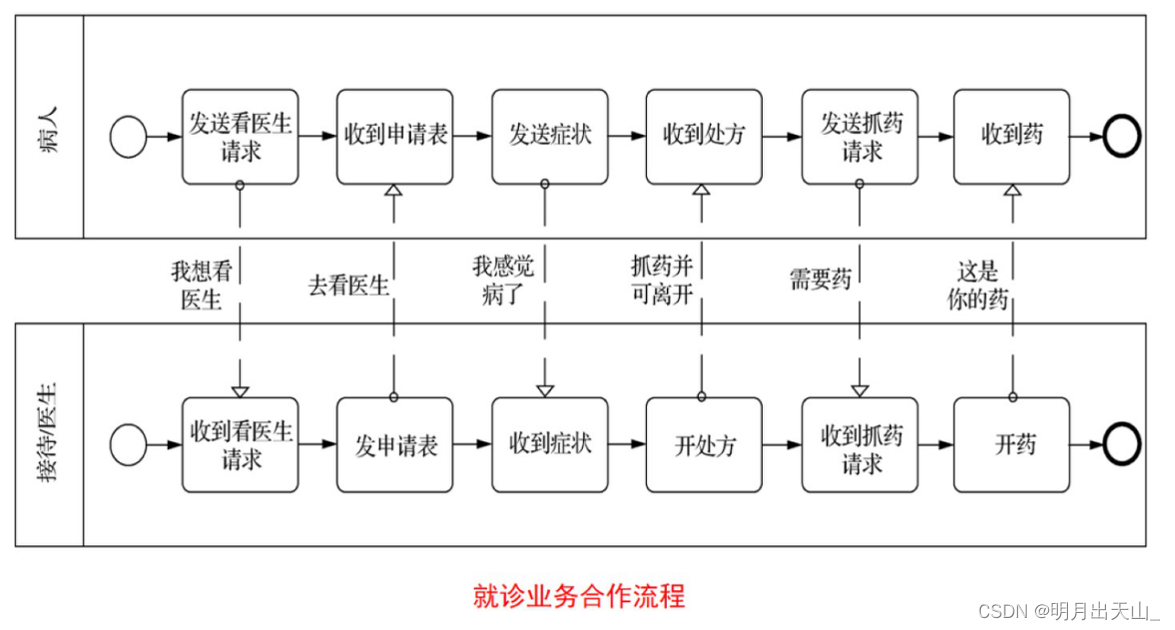 病人
发送看医生
请求
收到申请表
发送症状
收到处方
发送抓药
请求
收到药
我想看
医生
去看医生
我感觉
病了
抓药并
可离开
需要药
这是
你的药
接待/医生
收到看医生
请求
发申请表
收到症状
开处方
收到抓药
请求
开药
就诊业务合作流程
CSDN @明月出天山_